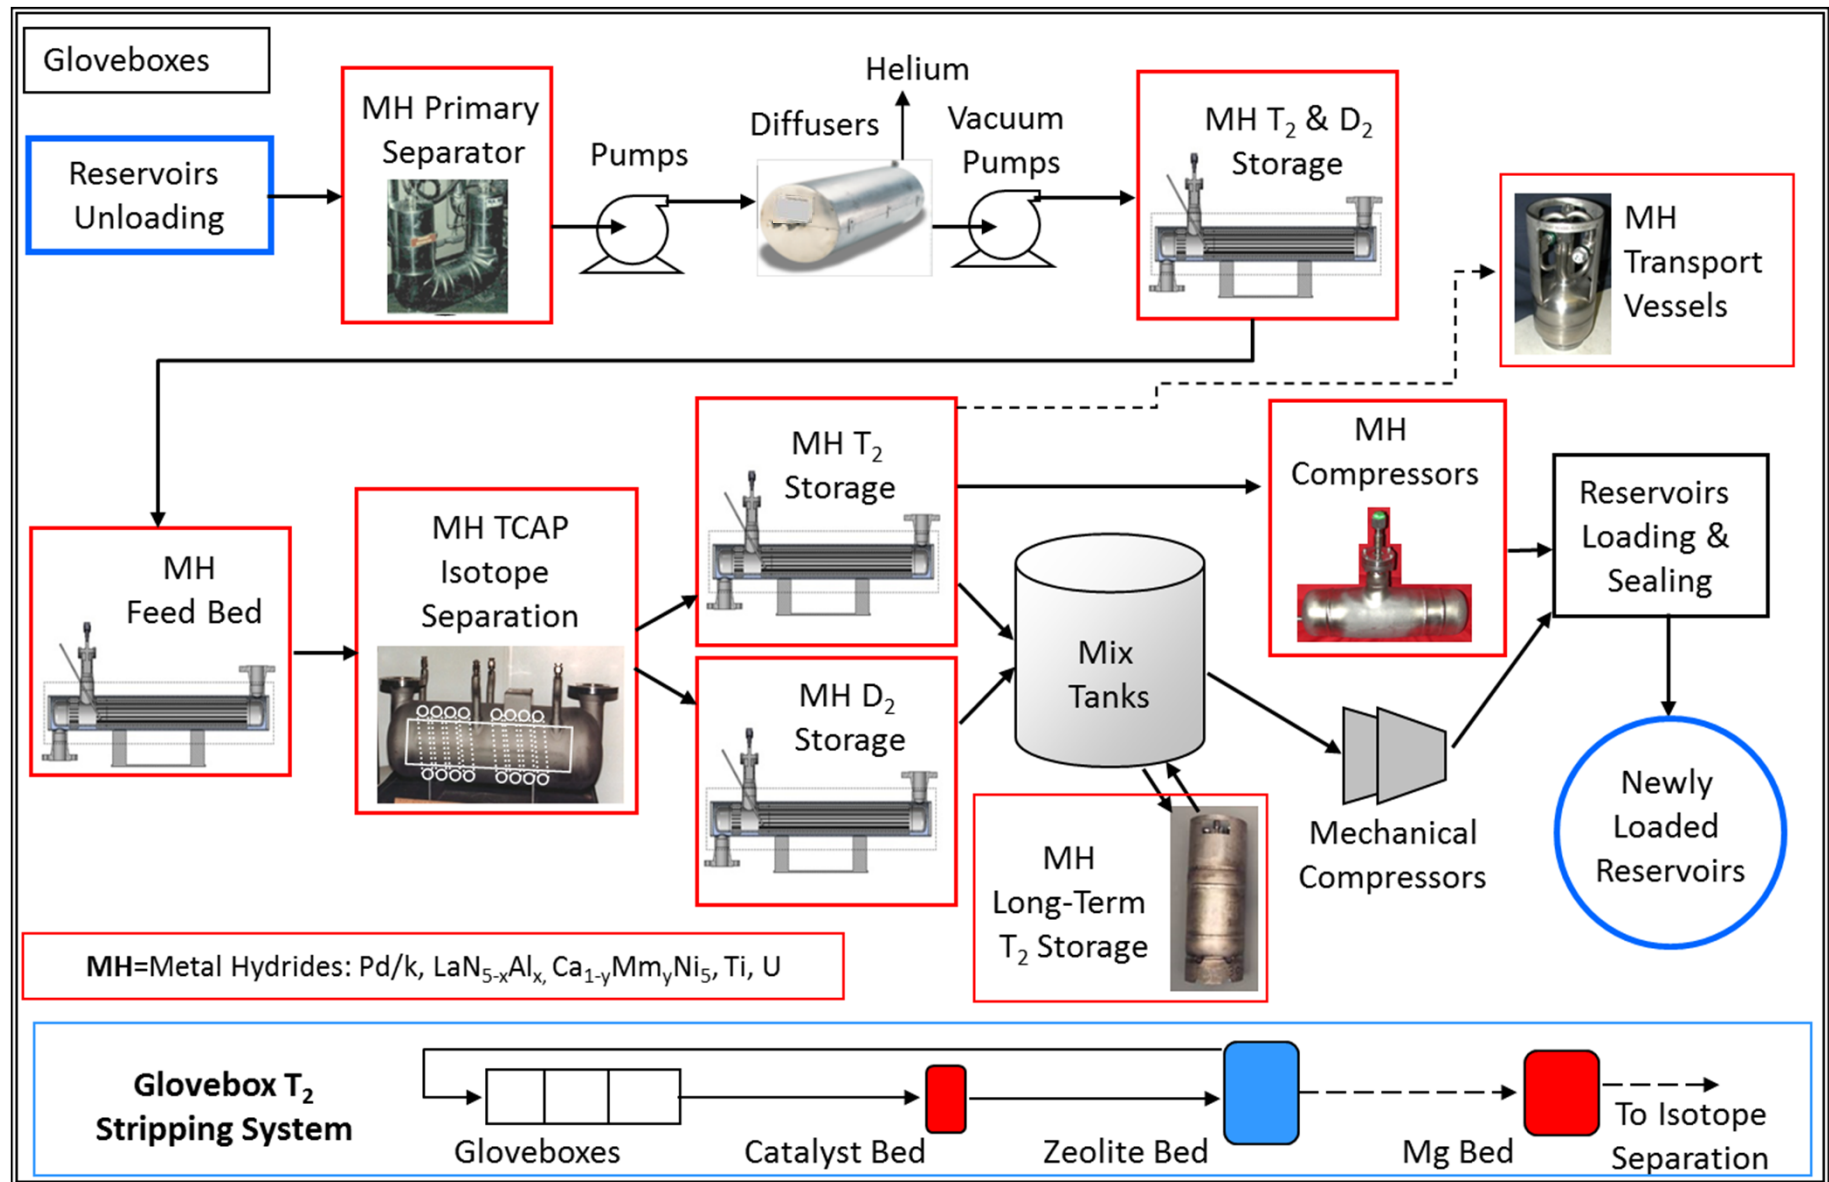 Gloveboxes
Reservoirs
Unloading
MH Primary
Separator
Pumps
Diffusers
Helium
Vacuum
Pumps
MH T₂ & D₂
Storage
MH
Transport
Vessels
MH
Feed Bed
MH TCAP
Isotope
Separation
MH T₂
Storage
MH D₂
Storage
Mix
Tanks
MH
Long-Term
T₂ Storage
MH
Compressors
Mechanical
Compressors
Reservoirs
Loading &
Sealing
Newly
Loaded
Reservoirs
MH=Metal Hydrides: Pd/k, LaN₅₋ₓAlₓ, Ca₁₋yMmyNi₅, Ti, U
Glovebox T₂
Stripping System
Gloveboxes
Catalyst Bed
Zeolite Bed
Mg Bed
To Isotope
Separation